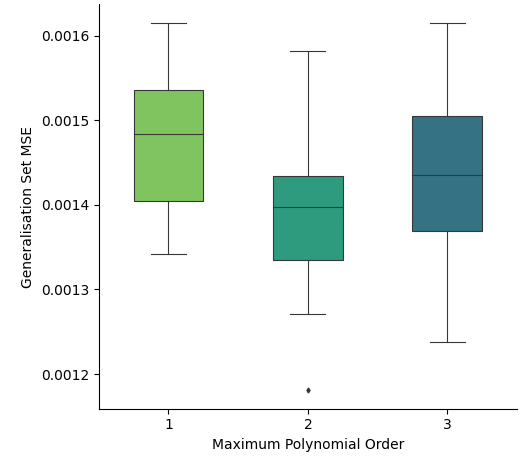 0.0016
0.0015
0.0014
0.0013
0.0012
Generalisation Set MSE
1 2 3
Maximum Polynomial Order